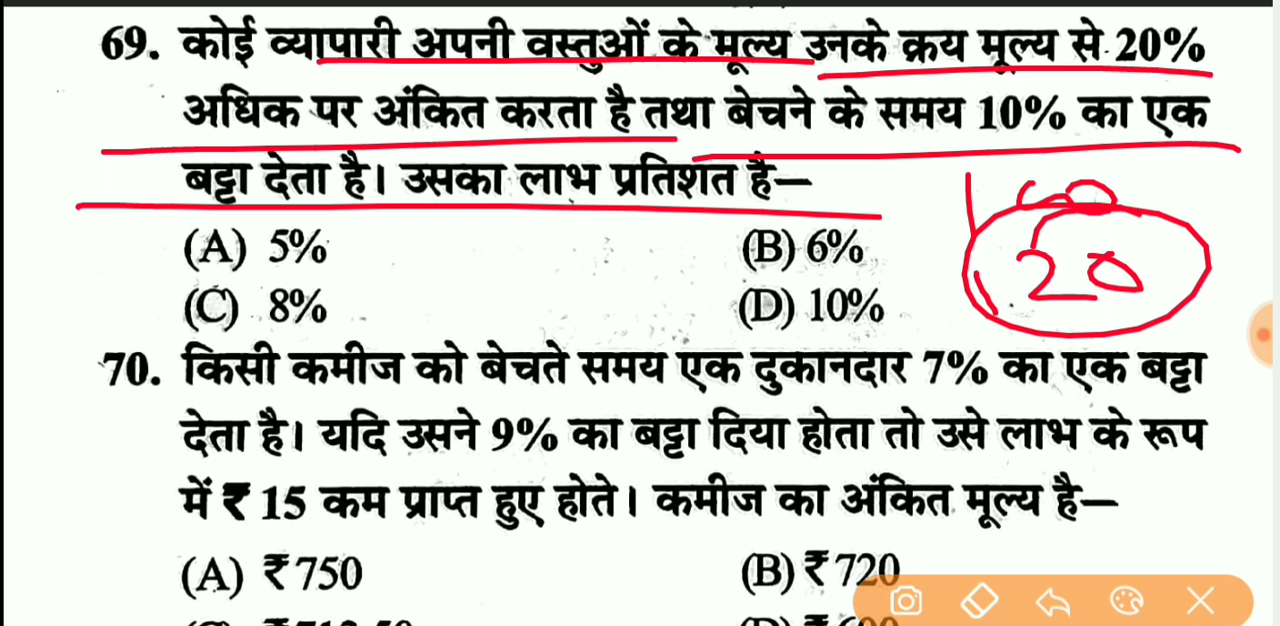 69. कोई व्यापारी अपनी वस्तुओं के मूल्य उनके क्रय मूल्य से 20%
अधिक पर अंकित करता है तथा बेचने के समय 10% का एक
बट्टा देता है। उसका लाभ प्रतिशत है—
(A) 5% (B) 6%
(C) 8% (D) 10%
20
70. किसी कमीज को बेचते समय एक दुकानदार 7% का एक बट्टा
देता है। यदि उसने 9% का बट्टा दिया होता तो उसे लाभ के रूप
में ₹ 15 कम प्राप्त हुए होते। कमीज का अंकित मूल्य है—
(A) ₹750 (B) ₹720